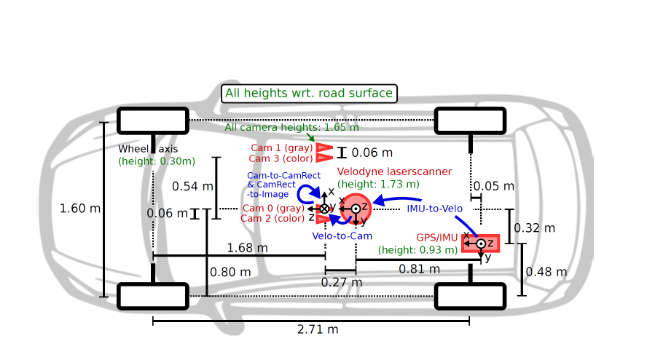 All heights wrt. road surface
All camera heights: 1.65 m
Wheel axis
(height: 0.30m)
Cam 1 (gray)
Cam 3 (color)
0.06 m
Velodyne laserscanner
(height: 1.73 m)
Cam-to-CamRect
& CamRect
-to-Image
0.54 m
0.05 m
x
z
y
z
x
y
1.60 m
0.06 m
Cam 0 (gray)
Cam 2 (color)
IMU-to-Velo
Velo-to-Cam
0.32 m
GPS/IMU
(height: 0.93 m)
x
z
y
1.68 m
0.80 m
0.81 m
0.48 m
0.27 m
2.71 m